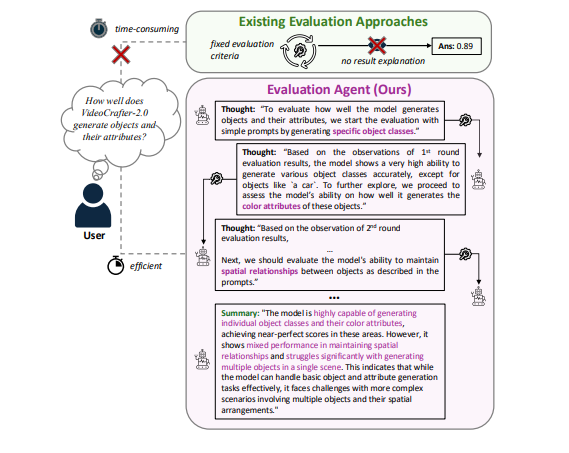 Existing Evaluation Approaches
time-consuming
fixed evaluation
criteria
no result explanation
Ans: 0.89
Evaluation Agent (Ours)
How well does
VideoCrafter-2.0
generate objects and
their attributes?
User
efficient
Thought: "To evaluate how well the model generates
objects and their attributes, we start the evaluation with
simple prompts by generating specific object classes."
Thought: "Based on the observations of 1st round
evaluation results, the model shows a very high ability to
generate various object classes accurately, except for
objects like `a car`. To further explore, we proceed to
assess the model's ability on how well it generates the
color attributes of these objects."
Thought: "Based on the observation of 2nd round
evaluation results,
...
Next, we should evaluate the model's ability to maintain
spatial relationships between objects as described in the
prompts."
...
Summary: "The model is highly capable of generating
individual object classes and their color attributes,
achieving near-perfect scores in these areas. However, it
shows mixed performance in maintaining spatial
relationships and struggles significantly with generating
multiple objects in a single scene. This indicates that while
the model can handle basic object and attribute generation
tasks effectively, it faces challenges with more complex
scenarios involving multiple objects and their spatial
arrangements."